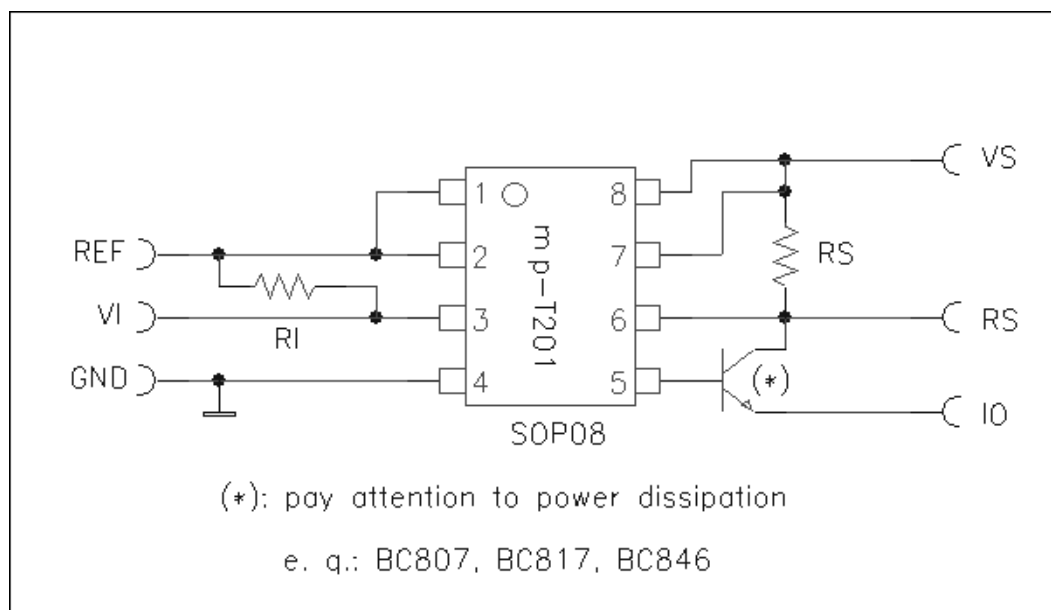 VS
1
8
REF
2
7
RS
VI
3
6
RS
RI
mp-T201
GND
4
5
(*)
IO
SOP08
(*): pay attention to power dissipation
e. q.: BC807, BC817, BC846